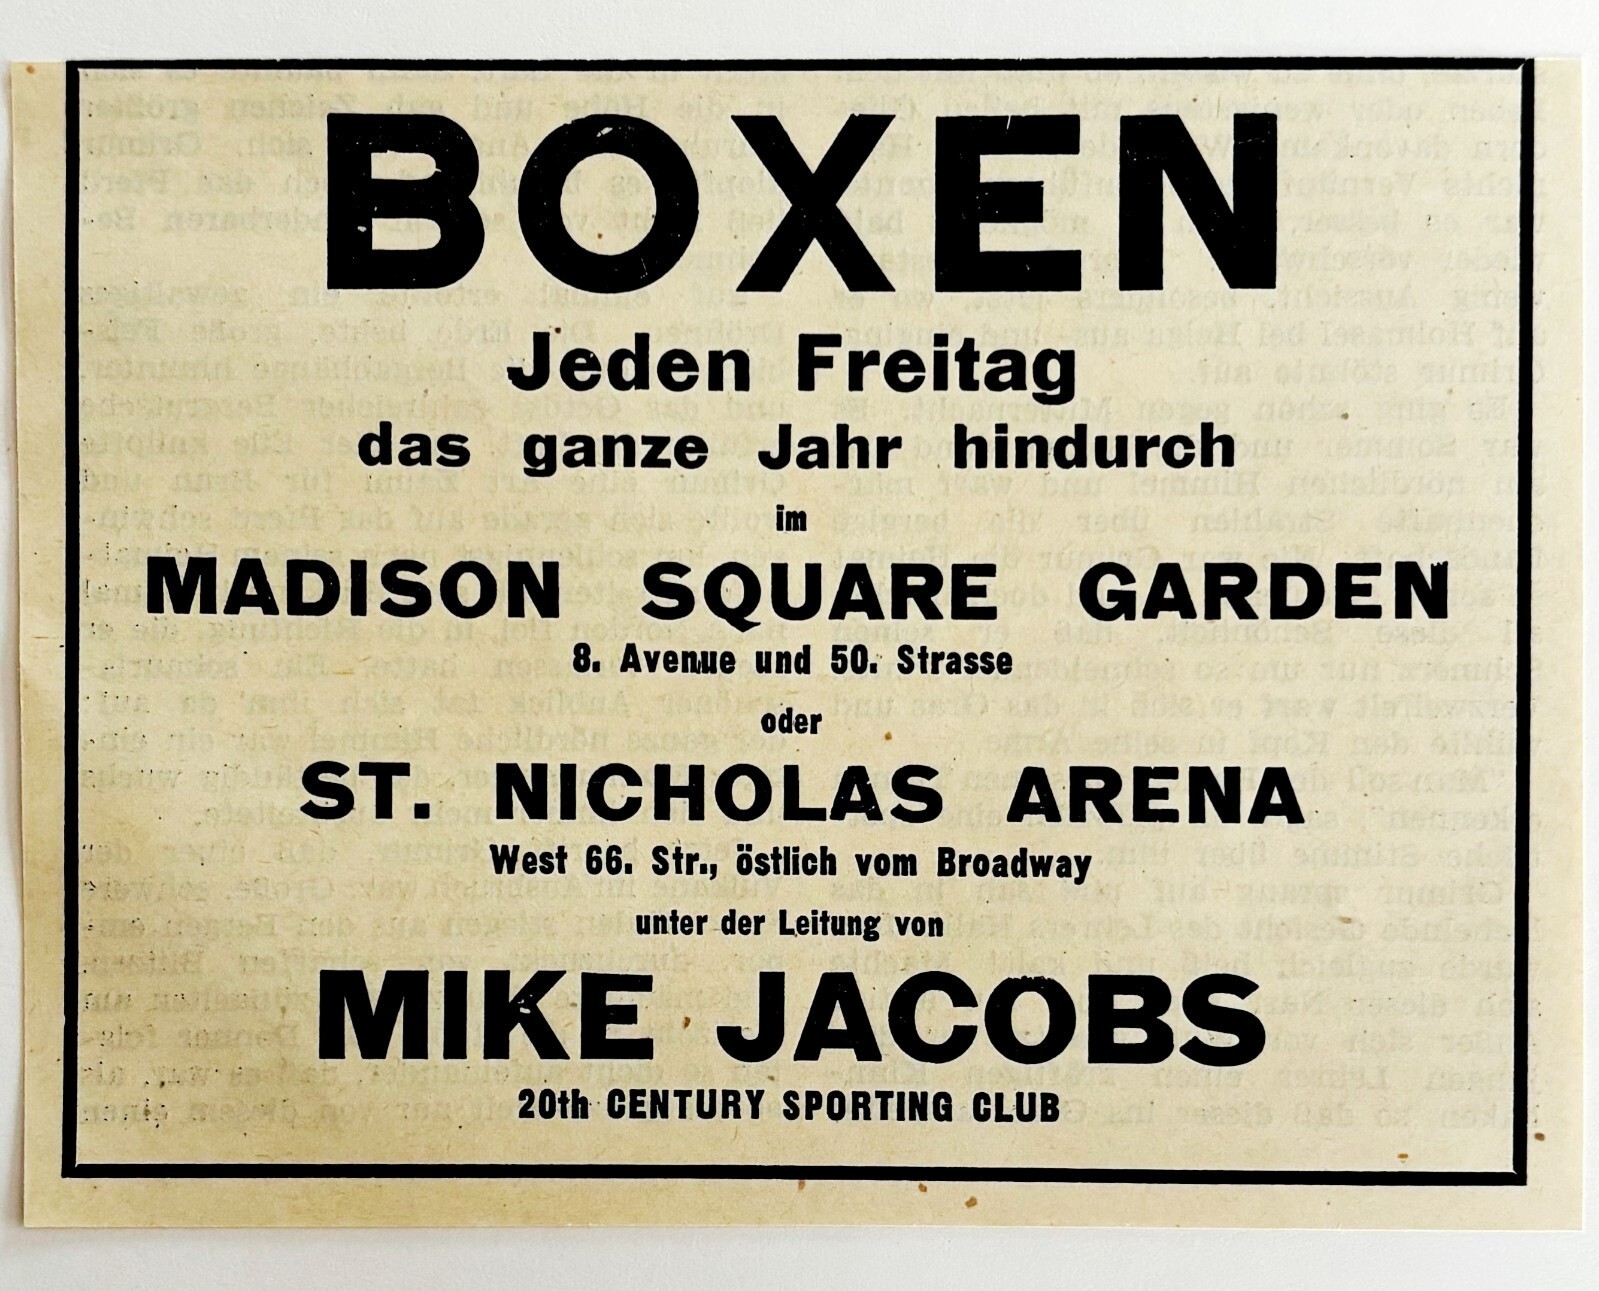 BOXEN
Jeden Freitag
das ganze Jahr hindurch
im
MADISON SQUARE GARDEN
8. Avenue und 50. Strasse
oder
ST. NICHOLAS ARENA
West 66. Str., östlich vom Broadway
unter der Leitung von
MIKE JACOBS
20th CENTURY SPORTING CLUB